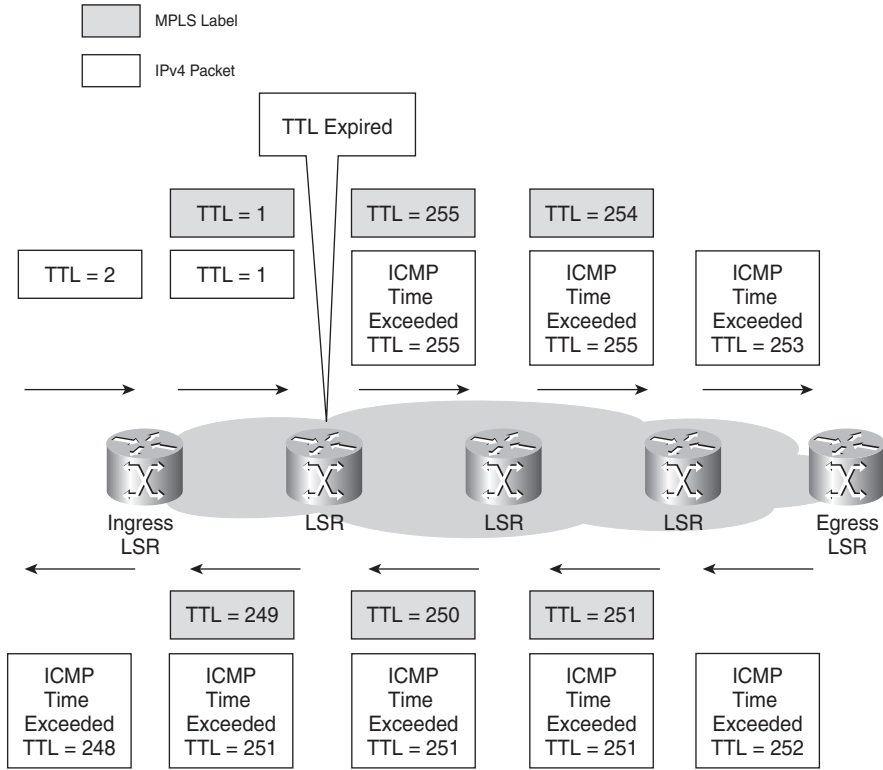 MPLS Label
IPv4 Packet
TTL Expired
TTL = 1
TTL = 255
TTL = 254
TTL = 2
TTL = 1
ICMP
Time
Exceeded
TTL = 255
ICMP
Time
Exceeded
TTL = 255
ICMP
Time
Exceeded
TTL = 253
Ingress
LSR
LSR
LSR
LSR
Egress
LSR
TTL = 249
TTL = 250
TTL = 251
ICMP
Time
Exceeded
TTL = 248
ICMP
Time
Exceeded
TTL = 251
ICMP
Time
Exceeded
TTL = 251
ICMP
Time
Exceeded
TTL = 251
ICMP
Time
Exceeded
TTL = 252